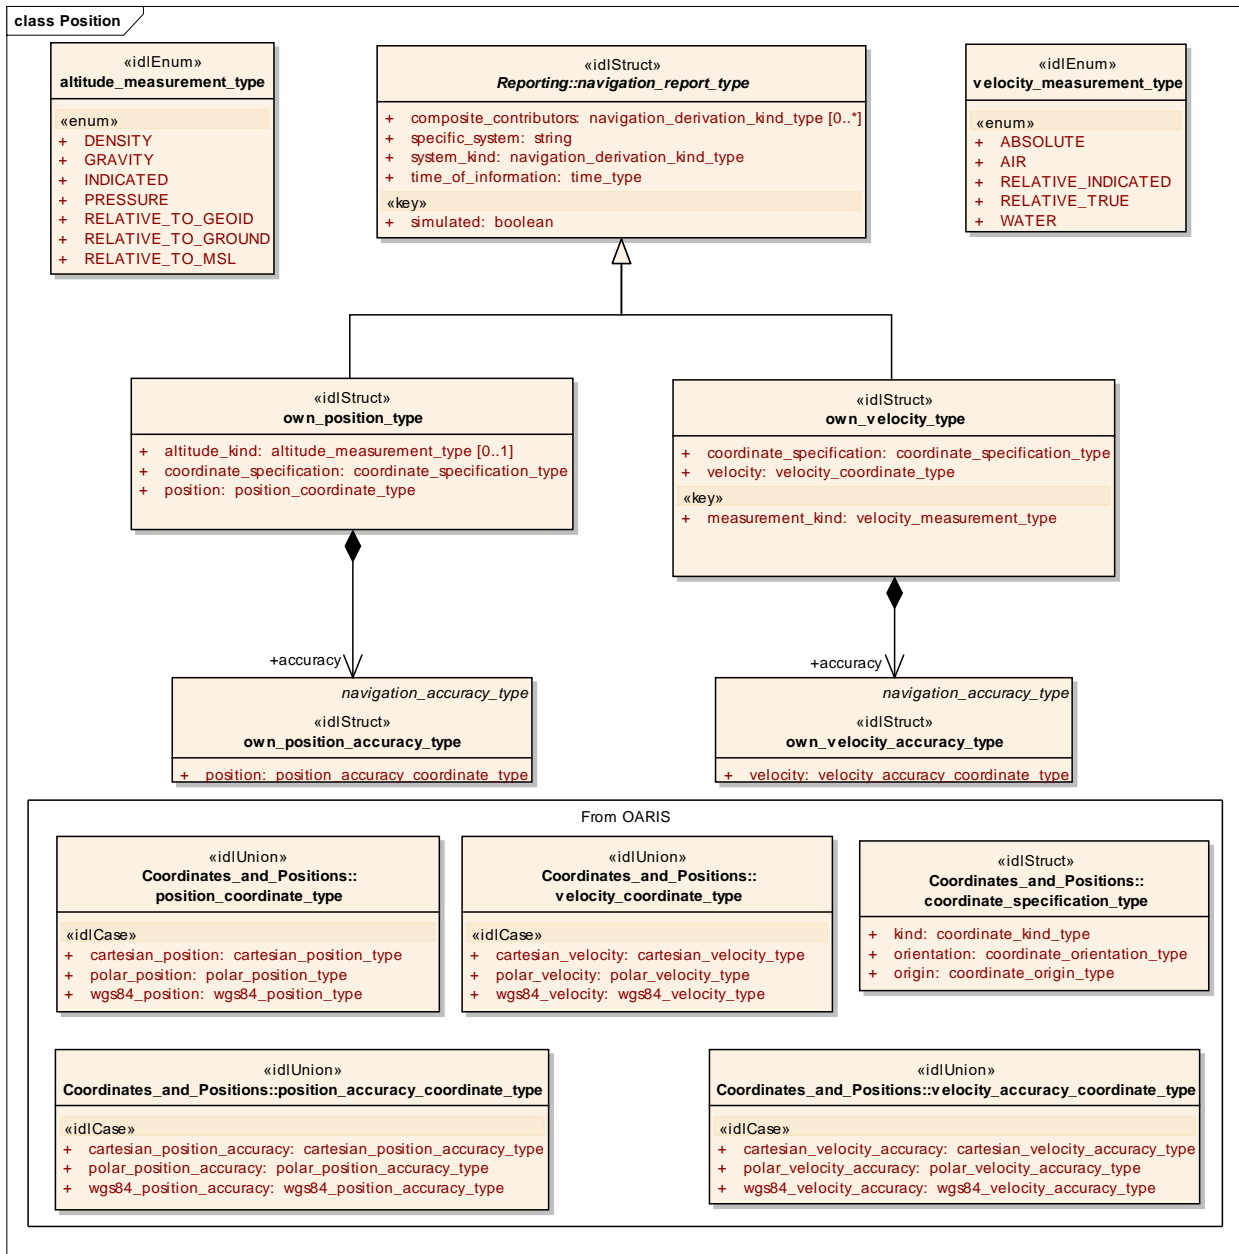 class Position
«idlEnum»
altitude_measurement_type
«enum»
+ DENSITY
+ GRAVITY
+ INDICATED
+ PRESSURE
+ RELATIVE_TO_GEOID
+ RELATIVE_TO_GROUND
+ RELATIVE_TO_MSL
«idlStruct»
Reporting::navigation_report_type
+ composite_contributors: navigation_derivation_kind_type [0..*]
+ specific_system: string
+ system_kind: navigation_derivation_kind_type
+ time_of_information: time_type
«key»
+ simulated: boolean
«idlEnum»
velocity_measurement_type
«enum»
+ ABSOLUTE
+ AIR
+ RELATIVE_INDICATED
+ RELATIVE_TRUE
+ WATER
«idlStruct»
own_position_type
+ altitude_kind: altitude_measurement_type [0..1]
+ coordinate_specification: coordinate_specification_type
+ position: position_coordinate_type
«idlStruct»
own_velocity_type
+ coordinate_specification: coordinate_specification_type
+ velocity: velocity_coordinate_type
«key»
+ measurement_kind: velocity_measurement_type
+accuracy
+accuracy
navigation_accuracy_type
«idlStruct»
own_position_accuracy_type
+ position: position_accuracy_coordinate_type
navigation_accuracy_type
«idlStruct»
own_velocity_accuracy_type
+ velocity: velocity_accuracy_coordinate_type
From OARIS
«idlUnion»
Coordinates_and_Positions::
position_coordinate_type
«idlCase»
+ cartesian_position: cartesian_position_type
+ polar_position: polar_position_type
+ wgs84_position: wgs84_position_type
«idlUnion»
Coordinates_and_Positions::
velocity_coordinate_type
«idlCase»
+ cartesian_velocity: cartesian_velocity_type
+ polar_velocity: polar_velocity_type
+ wgs84_velocity: wgs84_velocity_type
«idlStruct»
Coordinates_and_Positions::
coordinate_specification_type
+ kind: coordinate_kind_type
+ orientation: coordinate_orientation_type
+ origin: coordinate_origin_type
«idlUnion»
Coordinates_and_Positions::position_accuracy_coordinate_type
«idlCase»
+ cartesian_position_accuracy: cartesian_position_accuracy_type
+ polar_position_accuracy: polar_position_accuracy_type
+ wgs84_position_accuracy: wgs84_position_accuracy_type
«idlUnion»
Coordinates_and_Positions::velocity_accuracy_coordinate_type
«idlCase»
+ cartesian_velocity_accuracy: cartesian_velocity_accuracy_type
+ polar_velocity_accuracy: polar_velocity_accuracy_type
+ wgs84_velocity_accuracy: wgs84_velocity_accuracy_type